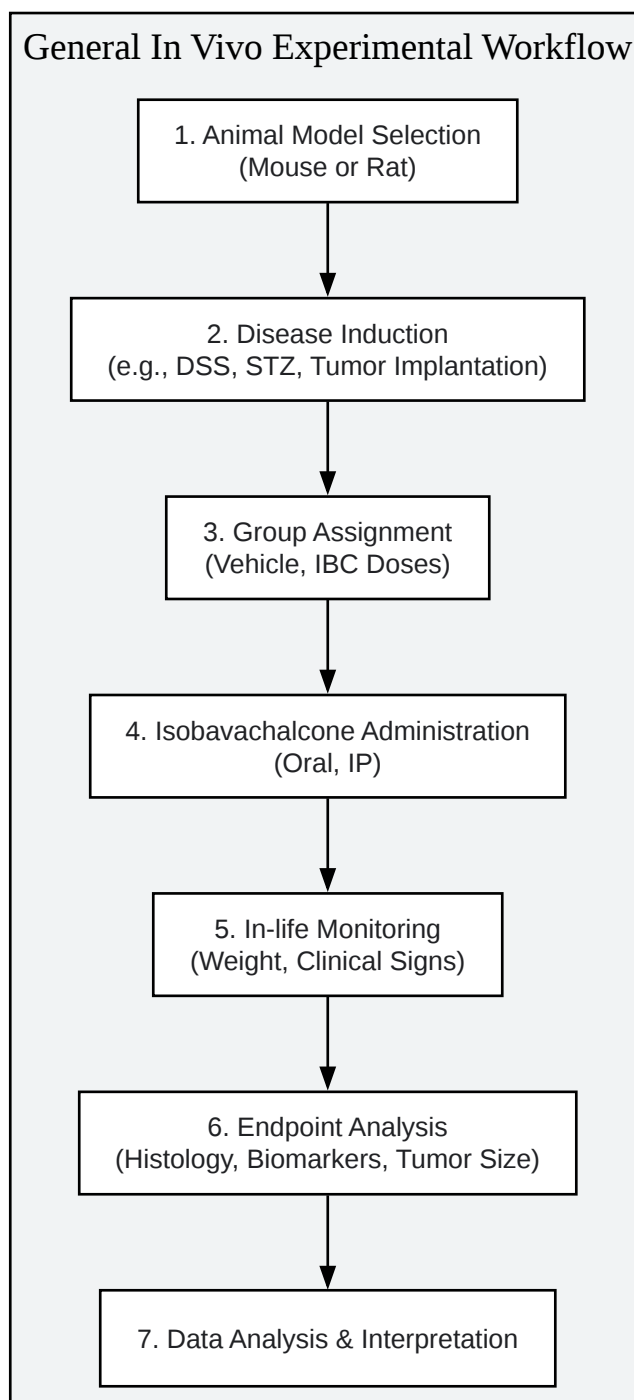 General In Vivo Experimental Workflow
1. Animal Model Selection
(Mouse or Rat)
2. Disease Induction
(e.g., DSS, STZ, Tumor Implantation)
3. Group Assignment
(Vehicle, IBC Doses)
4. Isobavachalcone Administration
(Oral, IP)
5. In-life Monitoring
(Weight, Clinical Signs)
6. Endpoint Analysis
(Histology, Biomarkers, Tumor Size)
7. Data Analysis & Interpretation